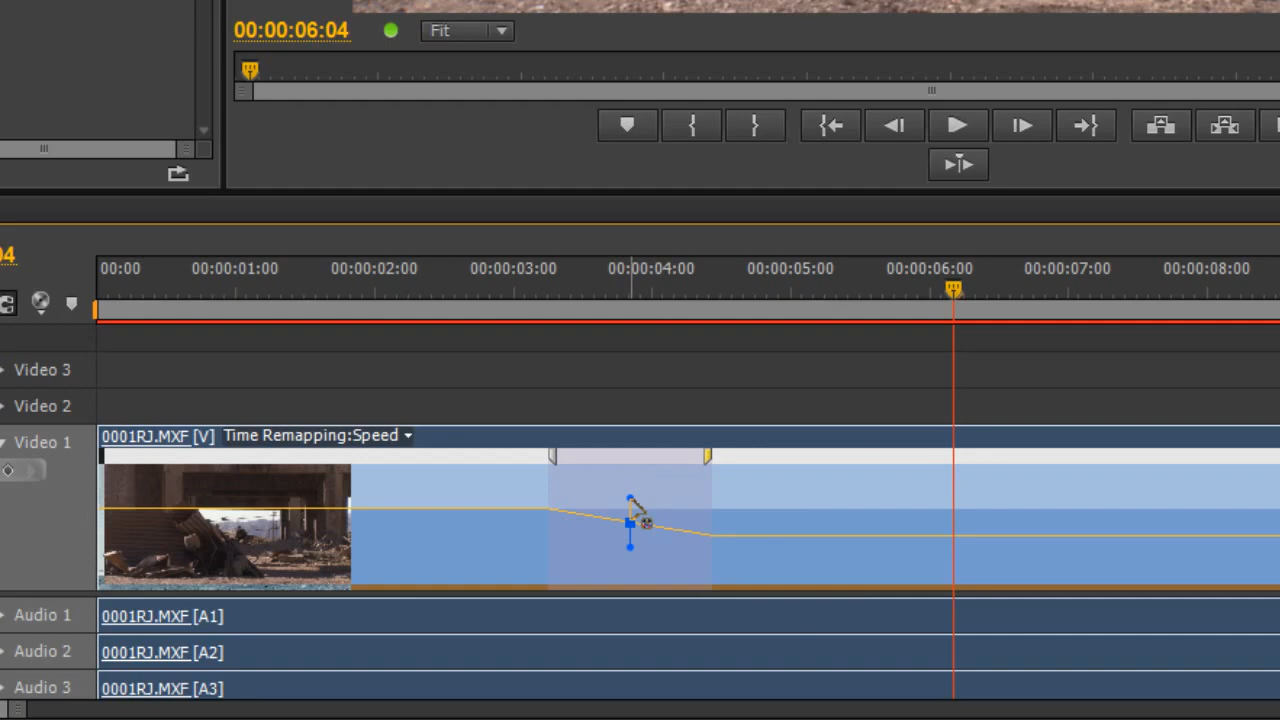 00:00:06:04
Fit
04
00:00
00:00:01:00
00:00:02:00
00:00:03:00
00:00:04:00
00:00:05:00
00:00:06:00
00:00:07:00
00:00:08:00
Video 3
Video 2
Video 1
0001RJ.MXF [V] Time Remapping:Speed
Audio 1
0001RJ.MXF [A1]
Audio 2
0001RJ.MXF [A2]
Audio 3
0001RJ.MXF [A3]